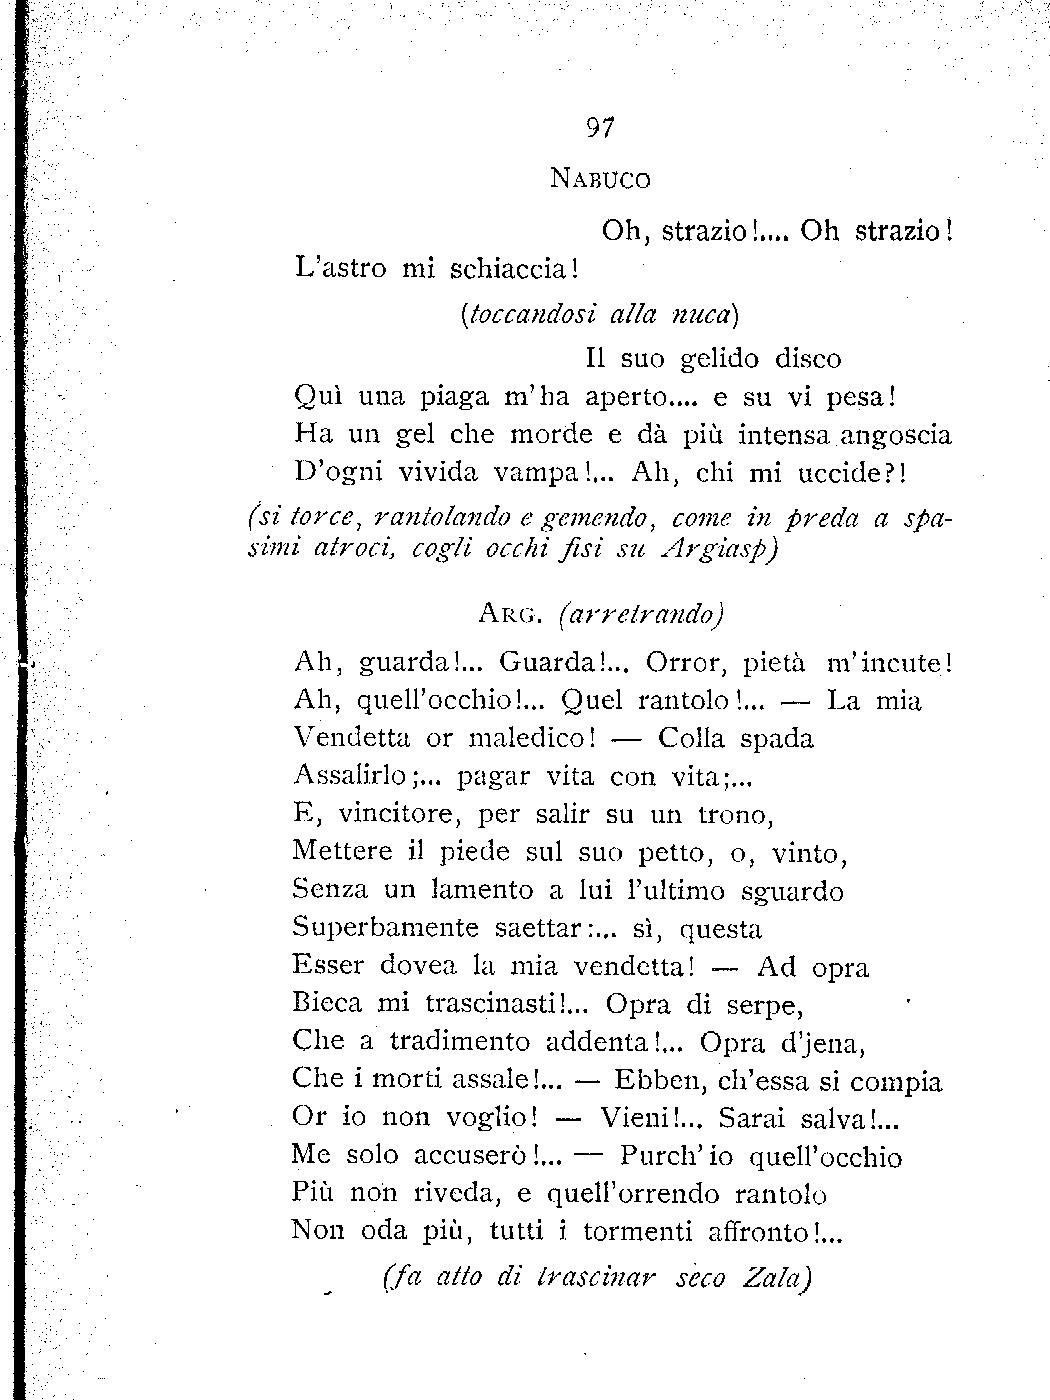 97
NABUCO
Oh, strazio!.... Oh strazio!
L'astro mi schiaccia!
(toccandosi alla nuca)
Il suo gelido disco
Quì una piaga m'ha aperto.... e su vi pesa!
Ha un gel che morde e dà più intensa angoscia
D'ogni vivida vampa!... Ah, chi mi uccide?!
(si torce, rantolando e gemendo, come in preda a spa-
simi atroci, cogli occhi fisi su Argiasp)
ARG. (arretrando)
Ah, guarda!... Guarda!... Orror, pietà m'incute!
Ah, quell'occhio!... Quel rantolo!... — La mia
Vendetta or maledico! — Colla spada
Assalirlo;... pagar vita con vita;...
E, vincitore, per salir su un trono,
Mettere il piede sul suo petto, o, vinto,
Senza un lamento a lui l'ultimo sguardo
Superbamente saettar:... sì, questa
Esser dovea la mia vendetta! — Ad opra
Bieca mi trascinasti!... Opra di serpe,
Che a tradimento addenta!... Opra d'jena,
Che i morti assale!... — Ebben, ch'essa si compia
Or io non voglio! — Vieni!... Sarai salva!...
Me solo accuserò!... — Purch'io quell'occhio
Più non riveda, e quell'orrendo rantolo
Non oda più, tutti i tormenti affronto!...
(fa atto di trascinar seco Zala)